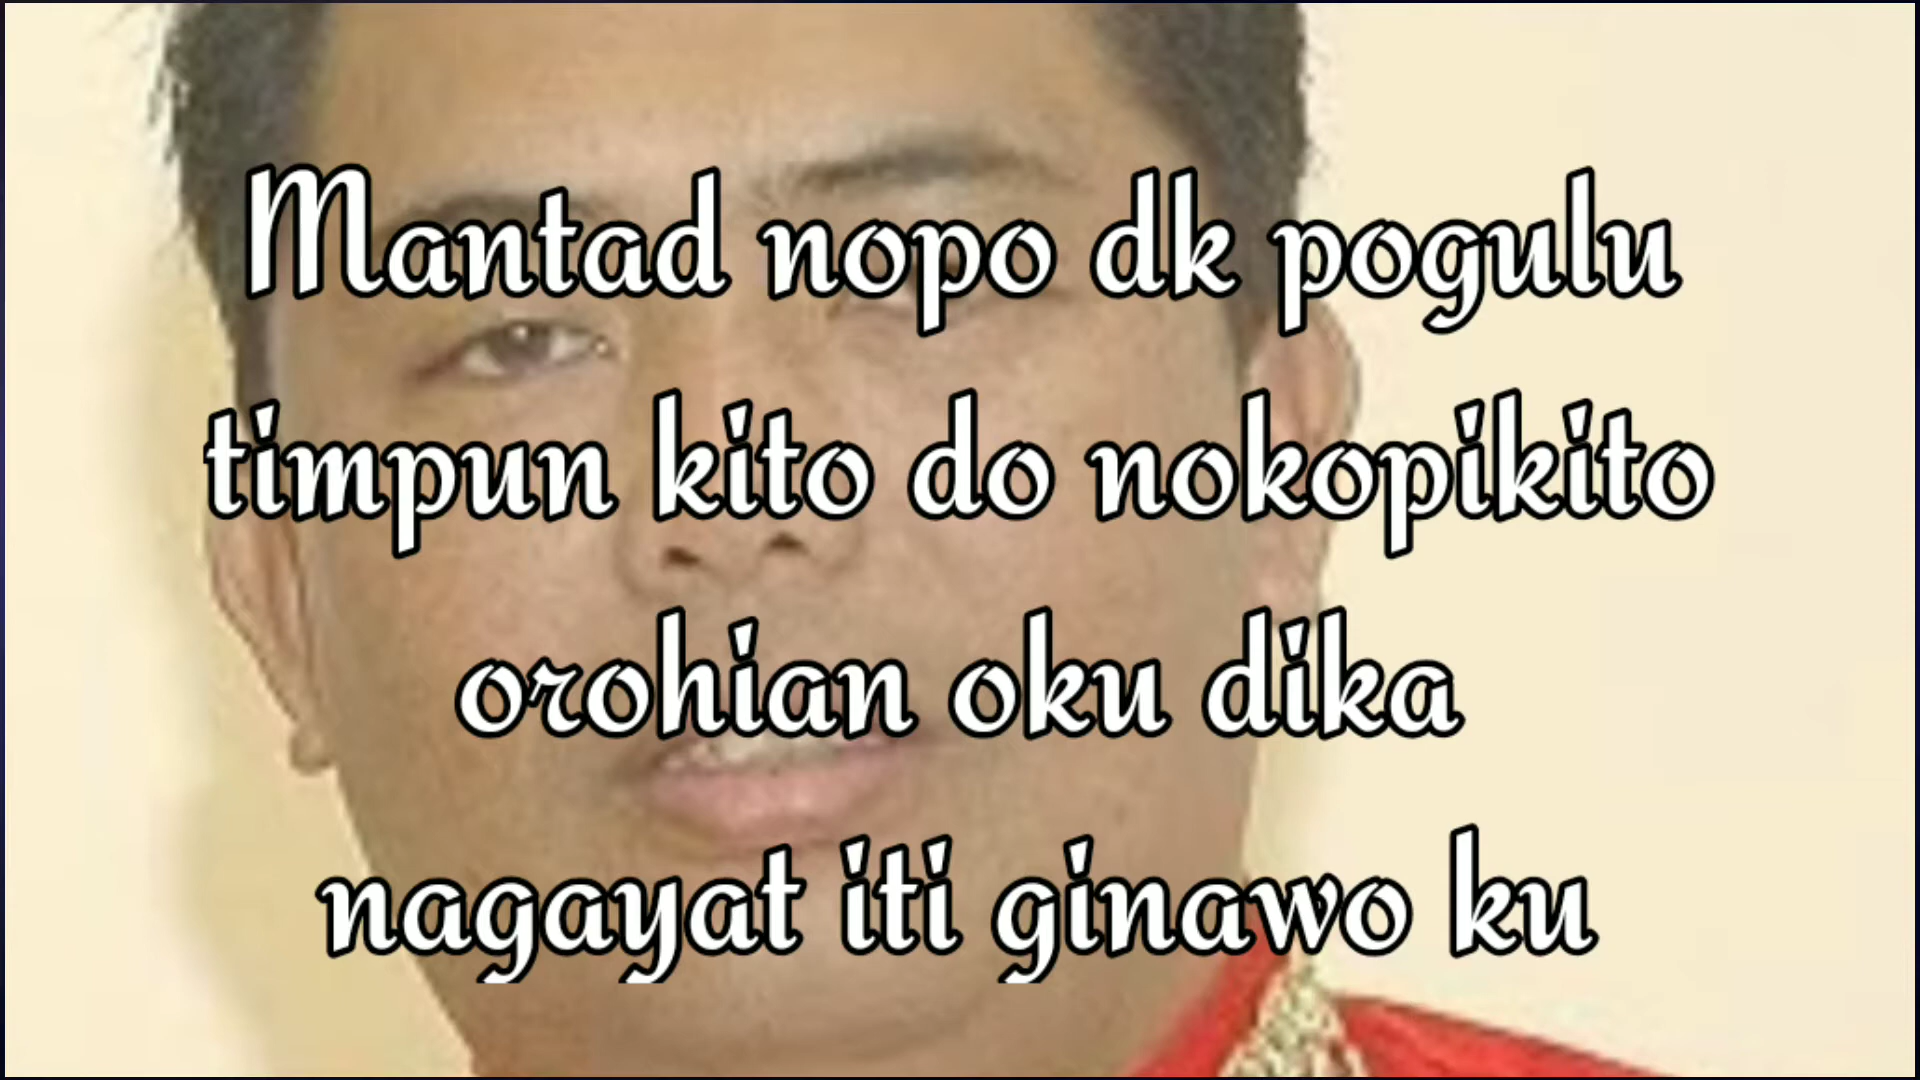 Mantad nopo dk pogulu
timpun kito do nokopikito
orohian oku dika
nagayat iti ginawo ku